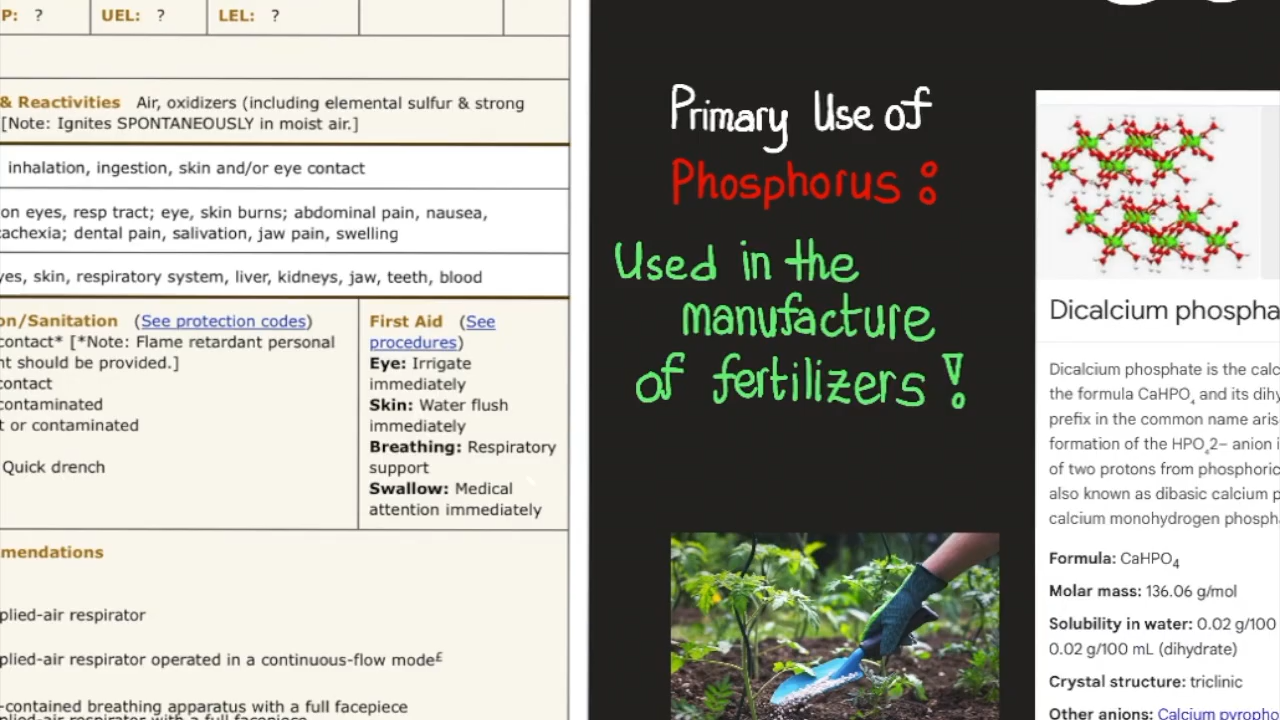 P: ?
UEL: ?
LEL: ?
& Reactivities Air, oxidizers (including elemental sulfur & strong
[Note: Ignites SPONTANEOUSLY in moist air.]
inhalation, ingestion, skin and/or eye contact
on eyes, resp tract; eye, skin burns; abdominal pain, nausea,
cachexia; dental pain, salivation, jaw pain, swelling
yes, skin, respiratory system, liver, kidneys, jaw, teeth, blood
on/Sanitation (See protection codes)
contact* [*Note: Flame retardant personal
nt should be provided.]
contact
contaminated
t or contaminated
Quick drench
First Aid (See
procedures)
Eye: Irrigate
immediately
Skin: Water flush
immediately
Breathing: Respiratory
support
Swallow: Medical
attention immediately
mendations
plied-air respirator
plied-air respirator operated in a continuous-flow mode£
-contained breathing apparatus with a full facepiece
plied-air respirator with a full facepiece
Primary Use of
Phosphorus :
Used in the
manufacture
of fertilizers !
Dicalcium phospha
Dicalcium phosphate is the calc
the formula CaHPO₄ and its dihy
prefix in the common name aris
formation of the HPO₄2− anion i
of two protons from phosphoric
also known as dibasic calcium p
calcium monohydrogen phosph
Formula: CaHPO₄
Molar mass: 136.06 g/mol
Solubility in water: 0.02 g/100
0.02 g/100 mL (dihydrate)
Crystal structure: triclinic
Other anions: Calcium pyropho